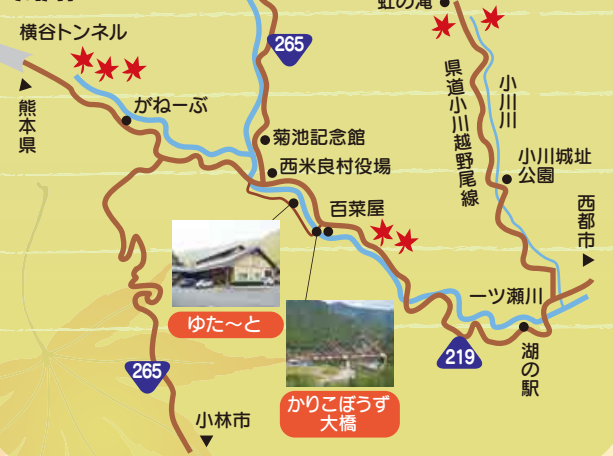 虹の滝
265
横谷トンネル
熊本県
がねーぶ
菊池記念館
西米良村役場
県道小川越野尾線
小川川
小川城址
公園
百菜屋
西都市
ゆた〜と
一ツ瀬川
かりこぼうず
大橋
219
湖の駅
265
小林市